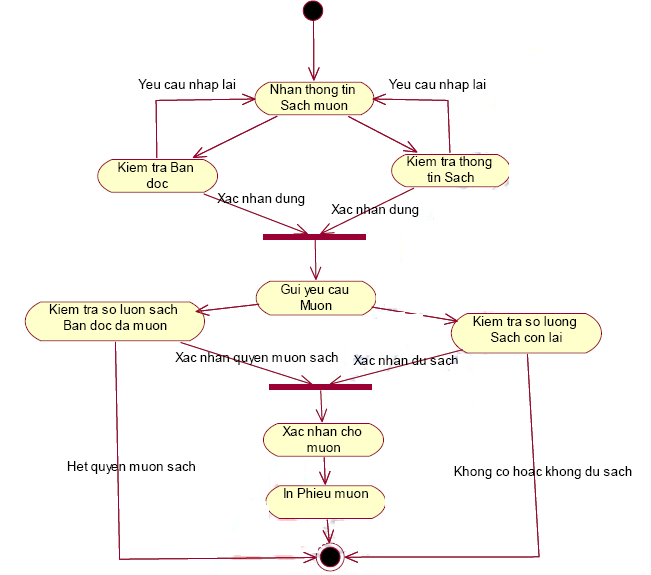 Yeu cau nhap lai
Yeu cau nhap lai
Nhan thong tin
Sach muon
Kiem tra Ban
doc
Kiem tra thong
tin Sach
Xac nhan dung
Xac nhan dung
Gui yeu cau
Muon
Kiem tra so luon sach
Ban doc da muon
Kiem tra so luong
Sach con lai
Xac nhan quyen muon sach
Xac nhan du sach
Xac nhan cho
muon
Het quyen muon sach
Khong co hoac khong du sach
In Phieu muon